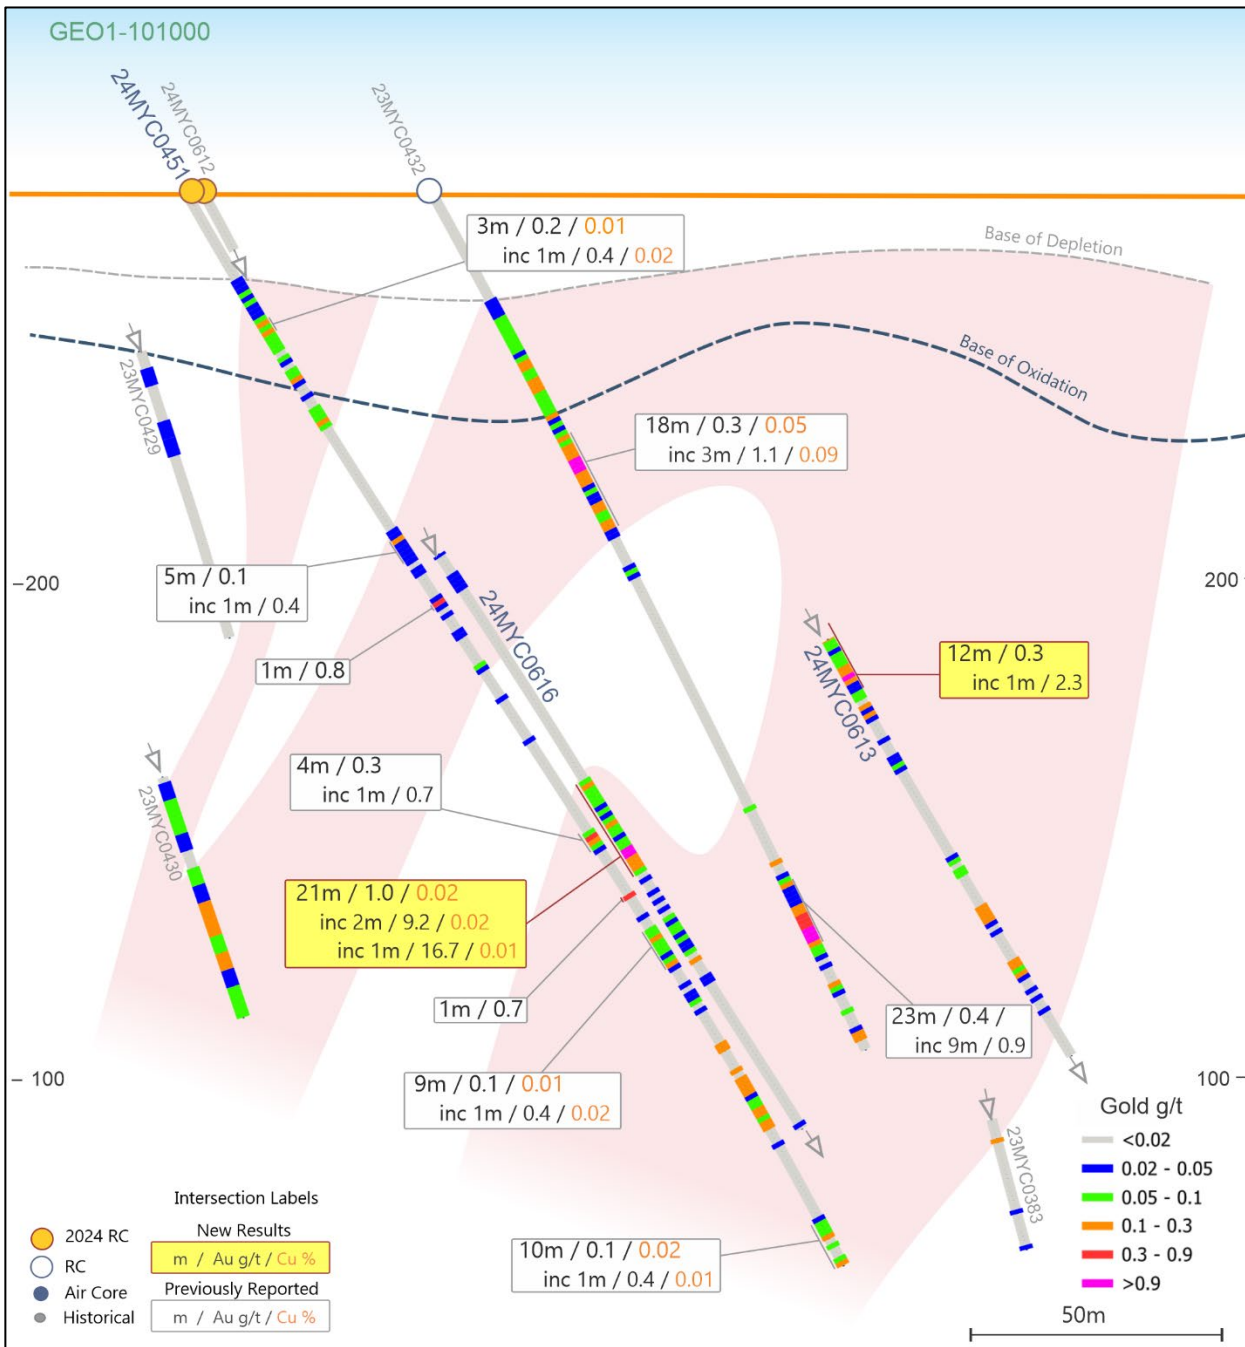 GEO1-101000
24MYC0451
24MYC0612
23MYC0432
3m / 0.2 / 0.01
inc 1m / 0.4 / 0.02
Base of Depletion
23MYC0429
Base of Oxidation
18m / 0.3 / 0.05
inc 3m / 1.1 / 0.09
–200
200 –
5m / 0.1
inc 1m / 0.4
24MYC0616
1m / 0.8
24MYC0613
12m / 0.3
inc 1m / 2.3
4m / 0.3
inc 1m / 0.7
23MYC0430
21m / 1.0 / 0.02
inc 2m / 9.2 / 0.02
inc 1m / 16.7 / 0.01
1m / 0.7
23m / 0.4 /
inc 9m / 0.9
– 100
100 –
9m / 0.1 / 0.01
inc 1m / 0.4 / 0.02
23MYC0383
10m / 0.1 / 0.02
inc 1m / 0.4 / 0.01
Intersection Labels
New Results
m / Au g/t / Cu %
Previously Reported
m / Au g/t / Cu %
2024 RC
RC
Air Core
Historical
Gold g/t
<0.02
0.02 - 0.05
0.05 - 0.1
0.1 - 0.3
0.3 - 0.9
>0.9
50m